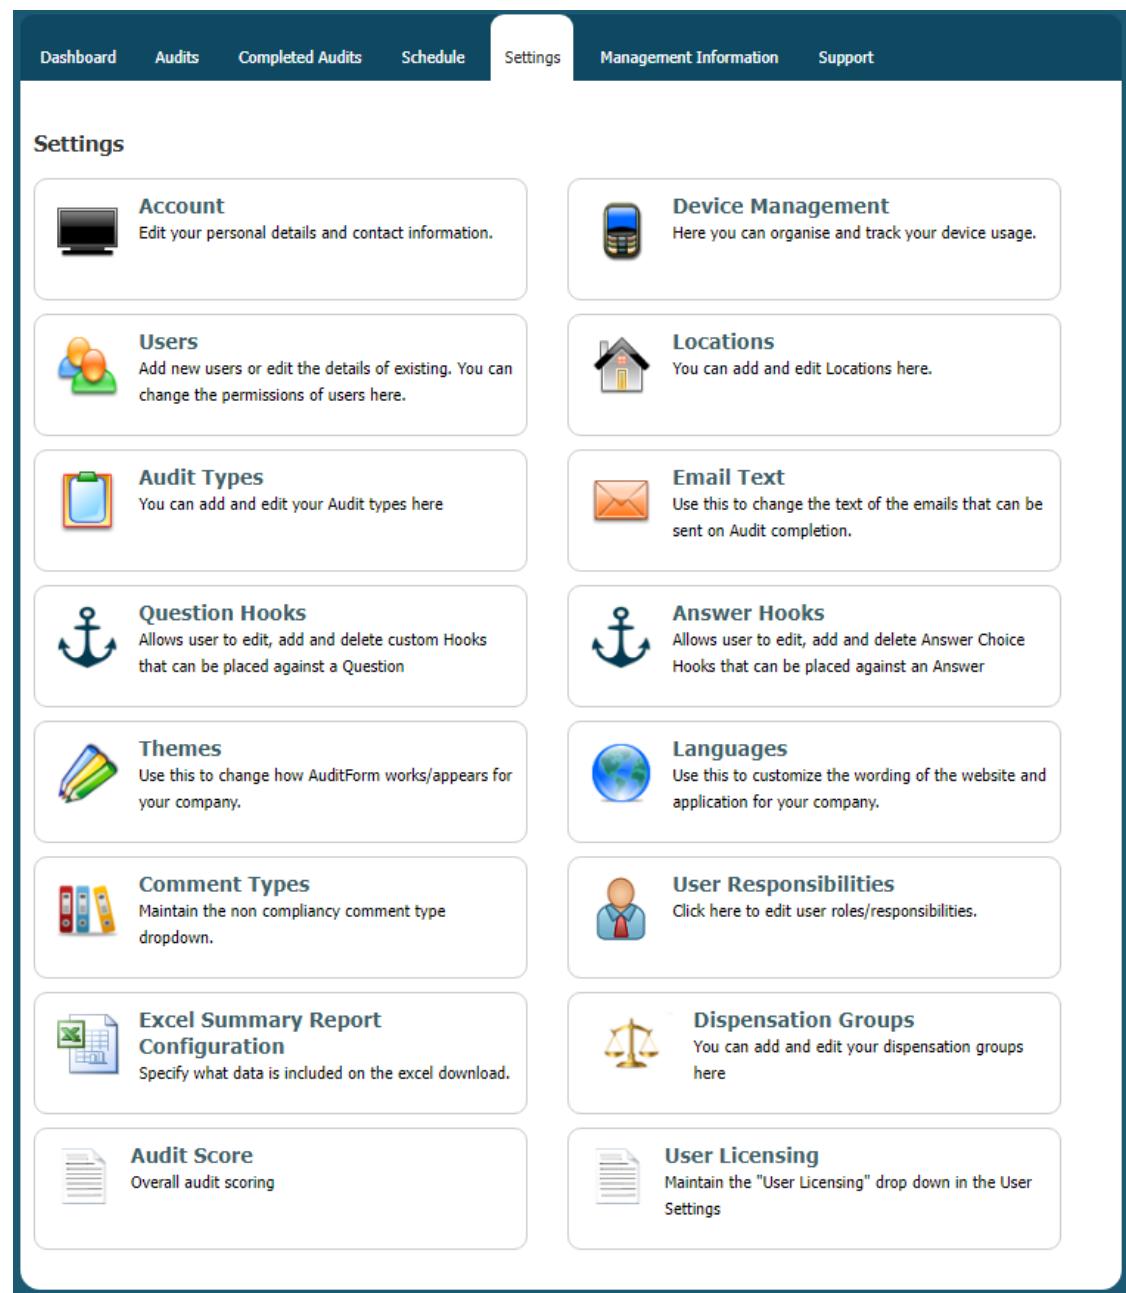 Dashboard Audits Completed Audits Schedule Settings Management Information Support
Settings
Account
Edit your personal details and contact information.
Device Management
Here you can organise and track your device usage.
Users
Add new users or edit the details of existing. You can
change the permissions of users here.
Locations
You can add and edit Locations here.
Audit Types
You can add and edit your Audit types here
Email Text
Use this to change the text of the emails that can be
sent on Audit completion.
Question Hooks
Allows user to edit, add and delete custom Hooks
that can be placed against a Question
Answer Hooks
Allows user to edit, add and delete Answer Choice
Hooks that can be placed against an Answer
Themes
Use this to change how AuditForm works/appears for
your company.
Languages
Use this to customize the wording of the website and
application for your company.
Comment Types
Maintain the non compliancy comment type
dropdown.
User Responsibilities
Click here to edit user roles/responsibilities.
Excel Summary Report
Configuration
Specify what data is included on the excel download.
Dispensation Groups
You can add and edit your dispensation groups
here
Audit Score
Overall audit scoring
User Licensing
Maintain the "User Licensing" drop down in the User
Settings